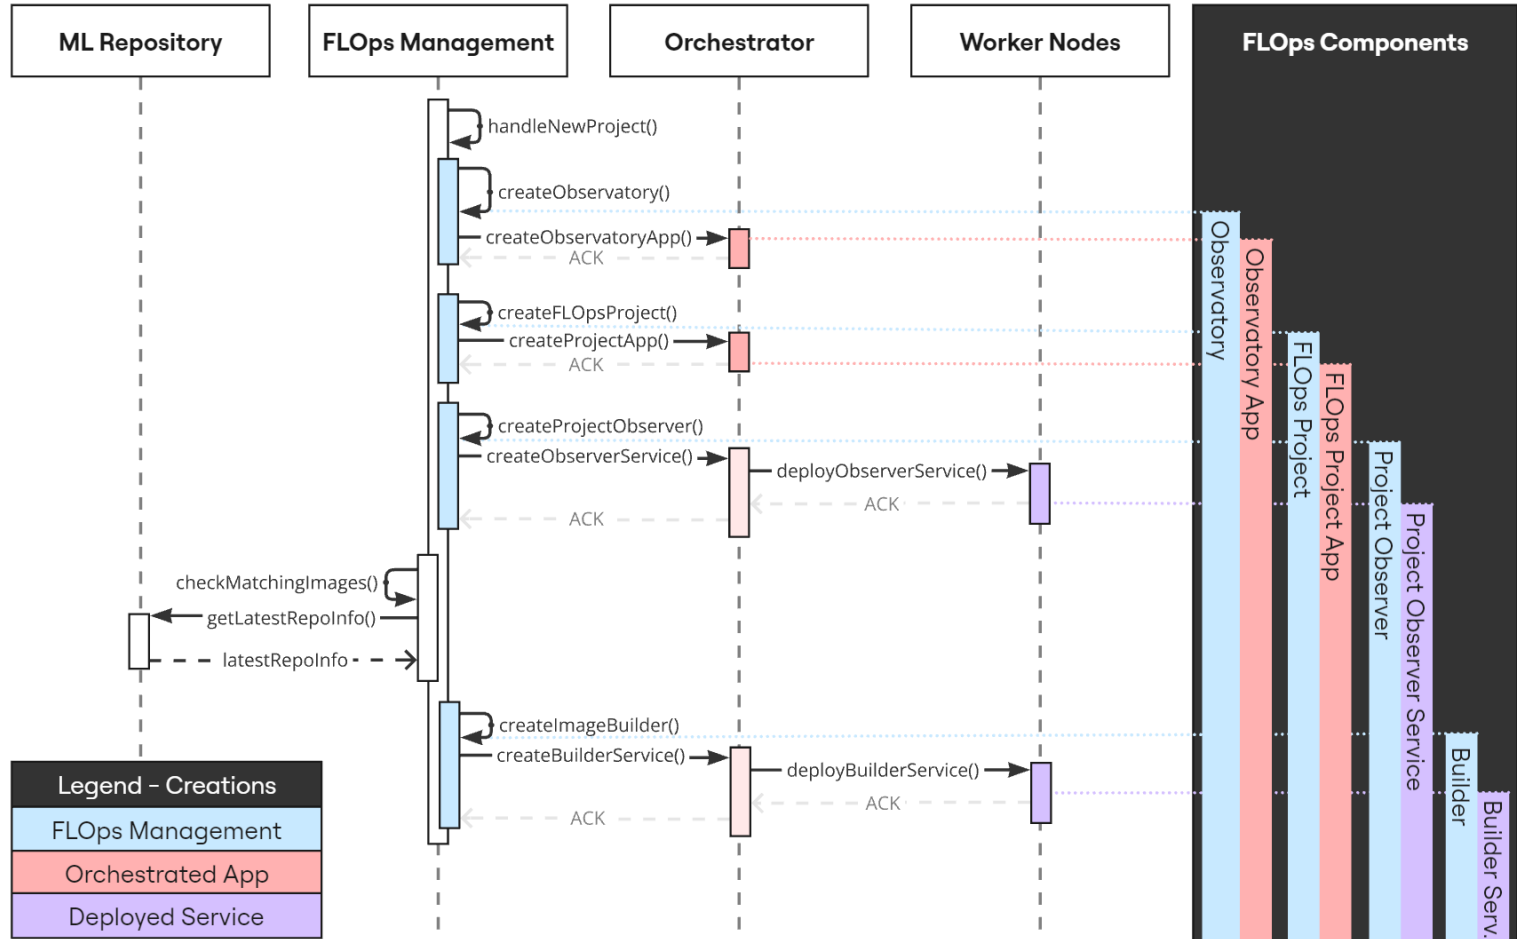 ML Repository
FLOps Management
Orchestrator
Worker Nodes
FLOps Components
handleNewProject()
createObservatory()
createObservatoryApp()
ACK
createFLOpsProject()
createProjectApp()
ACK
createProjectObserver()
createObserverService()
deployObserverService()
ACK
ACK
checkMatchingImages()
getLatestRepoInfo()
latestRepoInfo
createImageBuilder()
createBuilderService()
deployBuilderService()
ACK
ACK
Observatory
Observatory App
FLOps Project
FLOps Project App
Project Observer
Project Observer Service
Builder
Builder Serv.
Legend - Creations
FLOps Management
Orchestrated App
Deployed Service